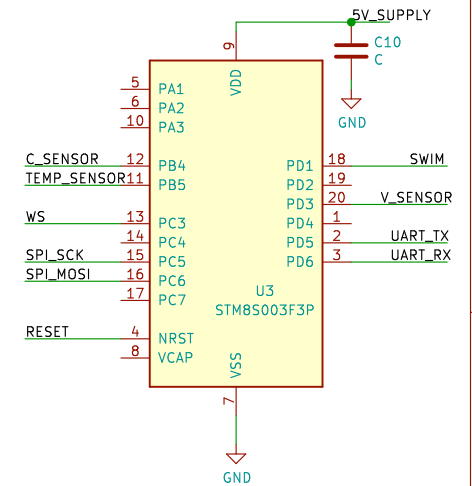 5V_SUPPLY
C10
C
GND
9
VDD
5 PA1
6 PA2
10 PA3
C_SENSOR 12 PB4
TEMP_SENSOR 11 PB5
WS 13 PC3
14 PC4
SPI_SCK 15 PC5
SPI_MOSI 16 PC6
17 PC7
RESET 4 NRST
8 VCAP
PD1 18 SWIM
PD2 19
PD3 20 V_SENSOR
PD4 1
PD5 2 UART_TX
PD6 3 UART_RX
U3
STM8S003F3P
VSS
7
GND